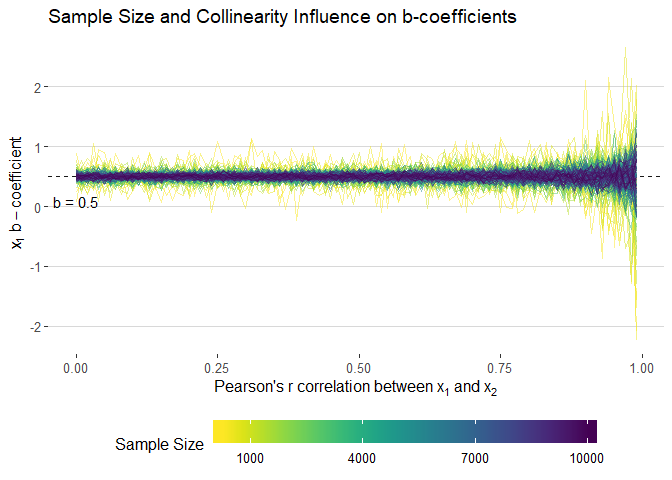 Sample Size and Collinearity Influence on b-coefficients
x₁ b − coefficient
2
1
0
-1
-2
b = 0.5
0.00 0.25 0.50 0.75 1.00
Pearson's r correlation between x₁ and x₂
Sample Size
1000 4000 7000 10000